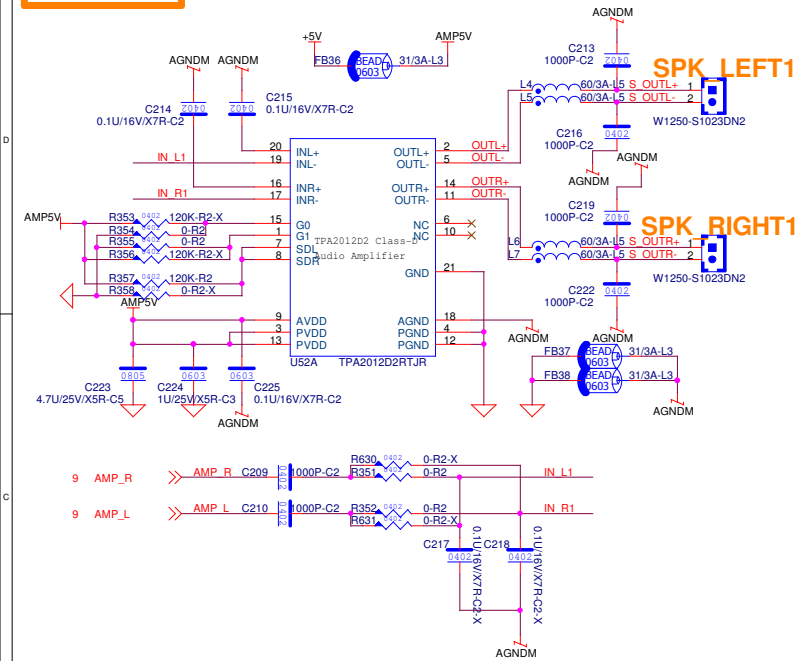 AGNDM
+5V
AMP5V
FB36
BEAD
0603
31/3A-L3
AGNDM
AGNDM
C213
1000P-C2
0402
SPK_LEFT1
L4
60/3A-L5
S_OUTL+
1
L5
60/3A-L5
S_OUTL-
2
W1250-S1023DN2
C214
0402
0.1U/16V/X7R-C2
C215
0402
0.1U/16V/X7R-C2
C216
1000P-C2
0402
AGNDM
AGNDM
IN_L1
20
INL+
19
INL-
OUTL+
2
OUTL+
OUTL-
5
OUTL-
IN_R1
16
INR+
17
INR-
OUTR+
14
OUTR+
OUTR-
11
OUTR-
C219
1000P-C2
0402
SPK_RIGHT1
AMP5V
R353
0402
120K-R2-X
15
G0
NC
6
R354
0402
0-R2
1
G1
NC
10
R355
0402
0-R2
7
SDL
R356
0402
120K-R2-X
8
SDR
TPA2012D2 Class-D
Audio Amplifier
L6
60/3A-L5
S_OUTR+
1
L7
60/3A-L5
S_OUTR-
2
W1250-S1023DN2
R357
0402
120K-R2
R358
0402
0-R2-X
GND
21
C222
1000P-C2
0402
AMP5V
9
AVDD
AGND
18
3
PVDD
PGND
4
13
PVDD
PGND
12
AGNDM
AGNDM
U52A
TPA2012D2RTJR
FB37
BEAD
0603
31/3A-L3
FB38
BEAD
0603
31/3A-L3
AGNDM
0805
0603
0603
C223
4.7U/25V/X5R-C5
C224
1U/25V/X5R-C3
C225
0.1U/16V/X7R-C2
AGNDM
R630
0402
0-R2-X
9
AMP_R
AMP_R
C209
0402
1000P-C2
R351
0402
0-R2
IN_L1
9
AMP_L
AMP_L
C210
0402
1000P-C2
R352
0402
0-R2
IN_R1
R631
0-R2-X
C217
0402
0.1U/16V/X7R-C2-X
C218
0402
0.1U/16V/X7R-C2-X
AGNDM
D
C